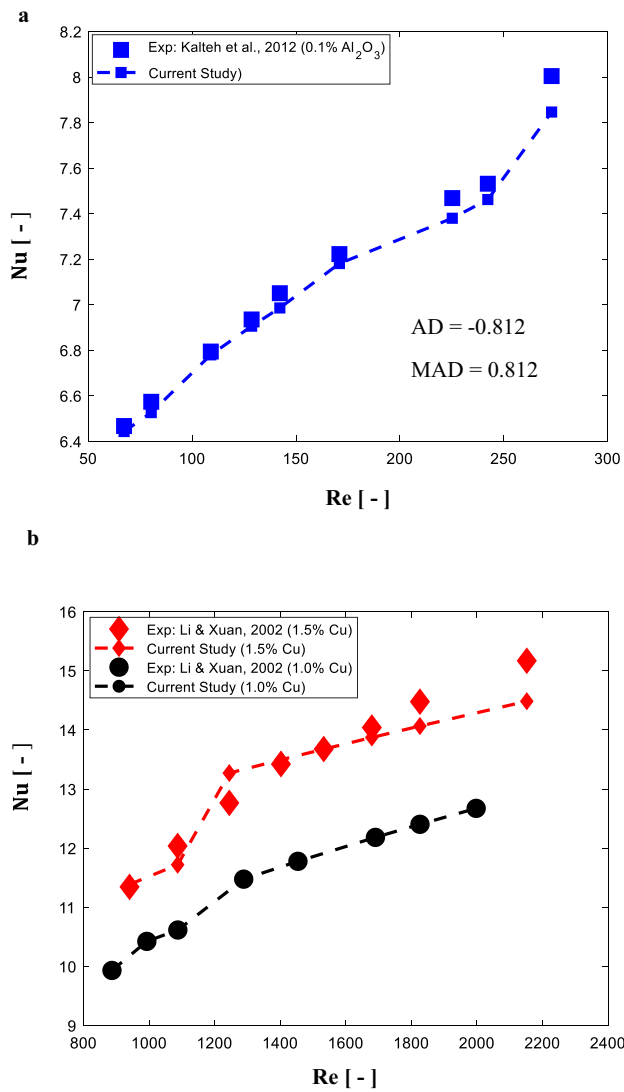 a
8.2
8
7.8
7.6
7.4
7.2
7
6.8
6.6
6.4
Nu [ - ]
Exp: Kalteh et al., 2012 (0.1% Al₂O₃)
Current Study)
AD = -0.812
MAD = 0.812
50 100 150 200 250 300
Re [ - ]
b
16
15
14
13
12
11
10
9
Nu [ - ]
Exp: Li & Xuan, 2002 (1.5% Cu)
Current Study (1.5% Cu)
Exp: Li & Xuan, 2002 (1.0% Cu)
Current Study (1.0% Cu)
800 1000 1200 1400 1600 1800 2000 2200 2400
Re [ - ]